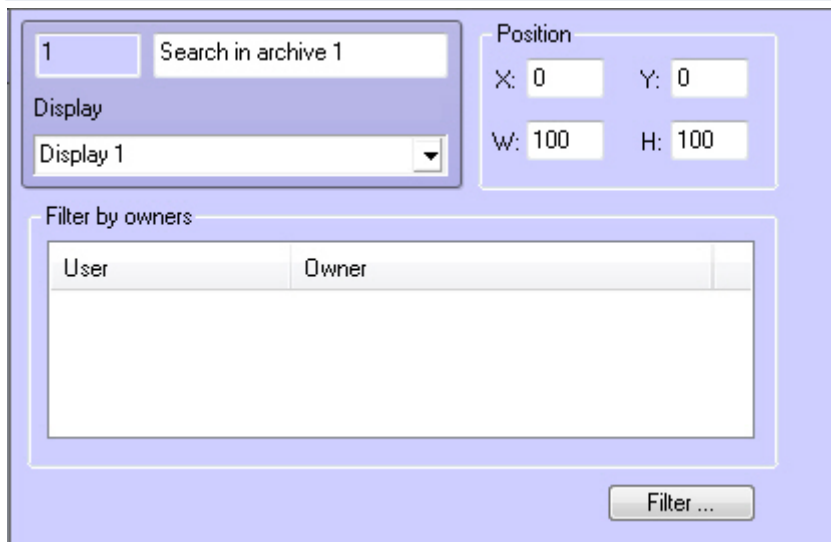 1
Search in archive 1
Display
Display 1
Position
X: 0 Y: 0
W: 100 H: 100
Filter by owners
User Owner
Filter ...